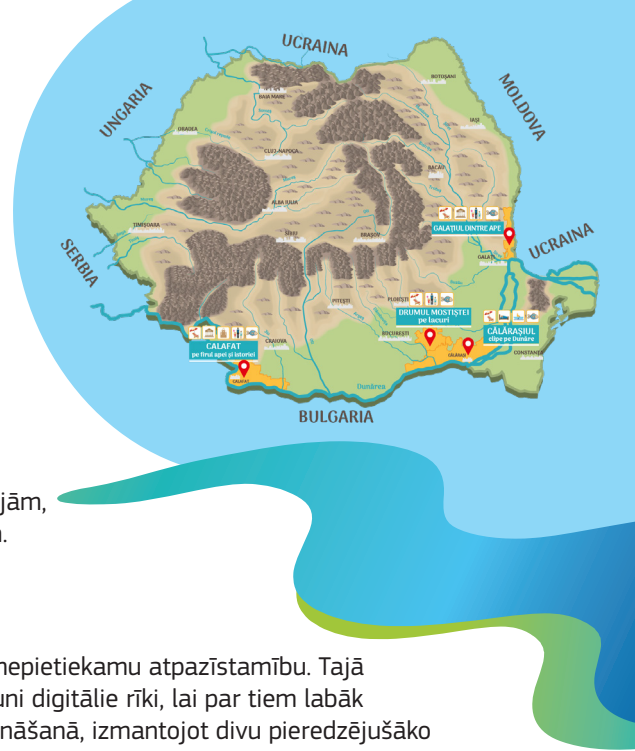 UCRAINA
UNGARIA
MOLDOVA
SERBIA
UCRAINA
BULGARIA
BOTOȘANI
BAIA MARE
IAȘI
ORADEA
CLUJ-NAPOCA
BACĂU
ALBA IULIA
TIMIȘOARA
SIBIU
BRAȘOV
GALAȚIUL DINTRE APE
GALAȚI
PITEȘTI
PLOIEȘTI
DRUMUL MOSTIȘTEI
pe lacuri
BUCUREȘTI
CĂLĂRAȘIUL
clipe pe Dunăre
CĂLĂRAȘI
CONSTANȚA
CALAFAT
pe firul apei și istoriei
CRAIOVA
CALAFAT
Dunărea
jām,
nepietiekamu atpazīstamību. Tajā
uni digitālie rīki, lai par tiem labāk
nāšanā, izmantojot divu pieredzējušāko